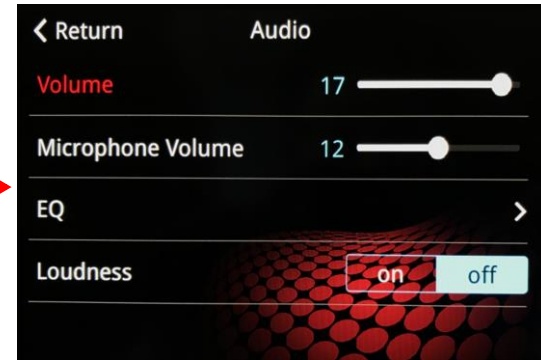 Return Audio
Volume 17
Microphone Volume 12
EQ
Loudness on off